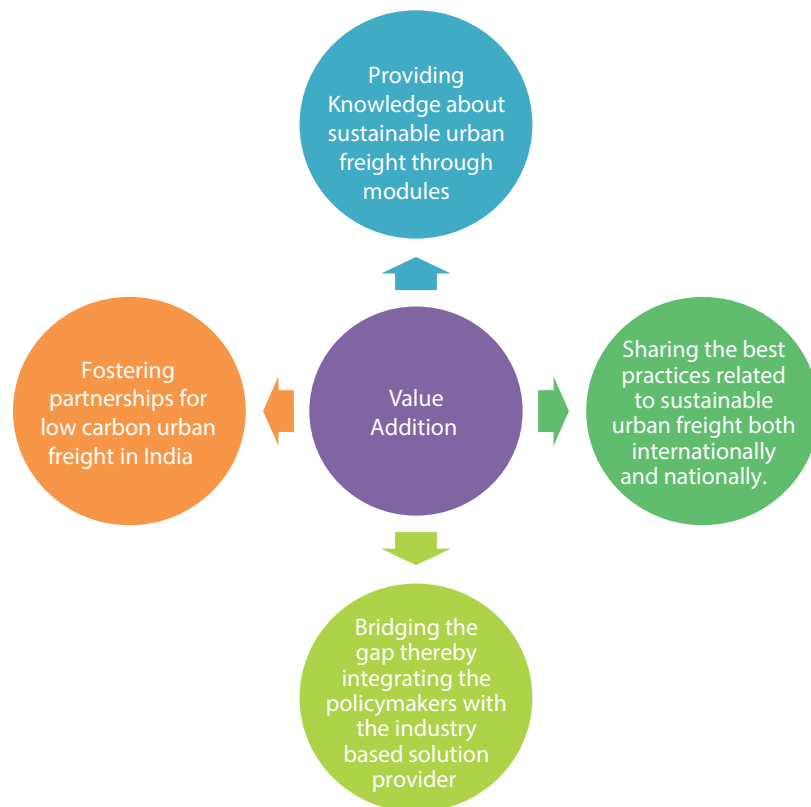 Providing
Knowledge about
sustainable urban
freight through
modules
Fostering
partnerships for
low carbon urban
freight in India
Value
Addition
Sharing the best
practices related
to sustainable
urban freight both
internationally
and nationally.
Bridging the
gap thereby
integrating the
policymakers with
the industry
based solution
provider